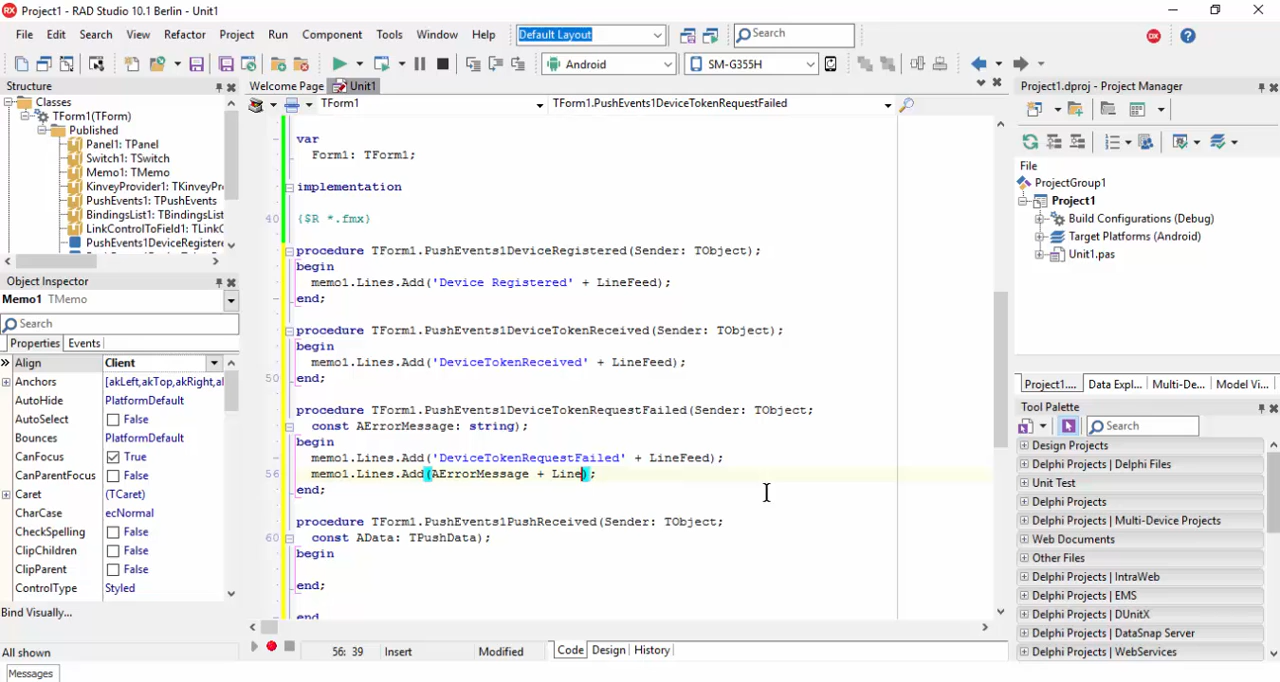 Project1 - RAD Studio 10.1 Berlin - Unit1
File Edit Search View Refactor Project Run Component Tools Window Help Default Layout Search
Android SM-G355H
Structure
Classes
TForm1(TForm)
Published
Panel1: TPanel
Switch1: TSwitch
Memo1: TMemo
KinveyProvider1: TKinveyPr
PushEvents1: TPushEvents
BindingsList1: TBindingsList
LinkControlToField1: TLinkC
PushEvents1DeviceRegistere
Object Inspector
Memo1 TMemo
Search
Properties Events
Align Client
Anchors [akLeft,akTop,akRight,al
AutoHide PlatformDefault
AutoSelect False
Bounces PlatformDefault
CanFocus True
CanParentFocus False
Caret (TCaret)
CharCase ecNormal
CheckSpelling False
ClipChildren False
ClipParent False
ControlType Styled
Bind Visually...
All shown
Messages
Welcome Page Unit1
TForm1 TForm1.PushEvents1DeviceTokenRequestFailed
var
Form1: TForm1;
implementation
40 {$R *.fmx}
procedure TForm1.PushEvents1DeviceRegistered(Sender: TObject);
begin
memo1.Lines.Add('Device Registered' + LineFeed);
end;
procedure TForm1.PushEvents1DeviceTokenReceived(Sender: TObject);
begin
memo1.Lines.Add('DeviceTokenReceived' + LineFeed);
50 end;
procedure TForm1.PushEvents1DeviceTokenRequestFailed(Sender: TObject;
const AErrorMessage: string);
begin
memo1.Lines.Add('DeviceTokenRequestFailed' + LineFeed);
56 memo1.Lines.Add(AErrorMessage + Line);
end;
procedure TForm1.PushEvents1PushReceived(Sender: TObject;
60 const AData: TPushData);
begin
end;
end
56: 39 Insert Modified Code Design History
Project1.dproj - Project Manager
File
ProjectGroup1
Project1
Build Configurations (Debug)
Target Platforms (Android)
Unit1.pas
Project1.... Data Expl... Multi-De... Model Vi...
Tool Palette
Search
Design Projects
Delphi Projects | Delphi Files
Unit Test
Delphi Projects
Delphi Projects | Multi-Device Projects
Web Documents
Other Files
Delphi Projects | IntraWeb
Delphi Projects | EMS
Delphi Projects | DUnitX
Delphi Projects | DataSnap Server
Delphi Projects | WebServices